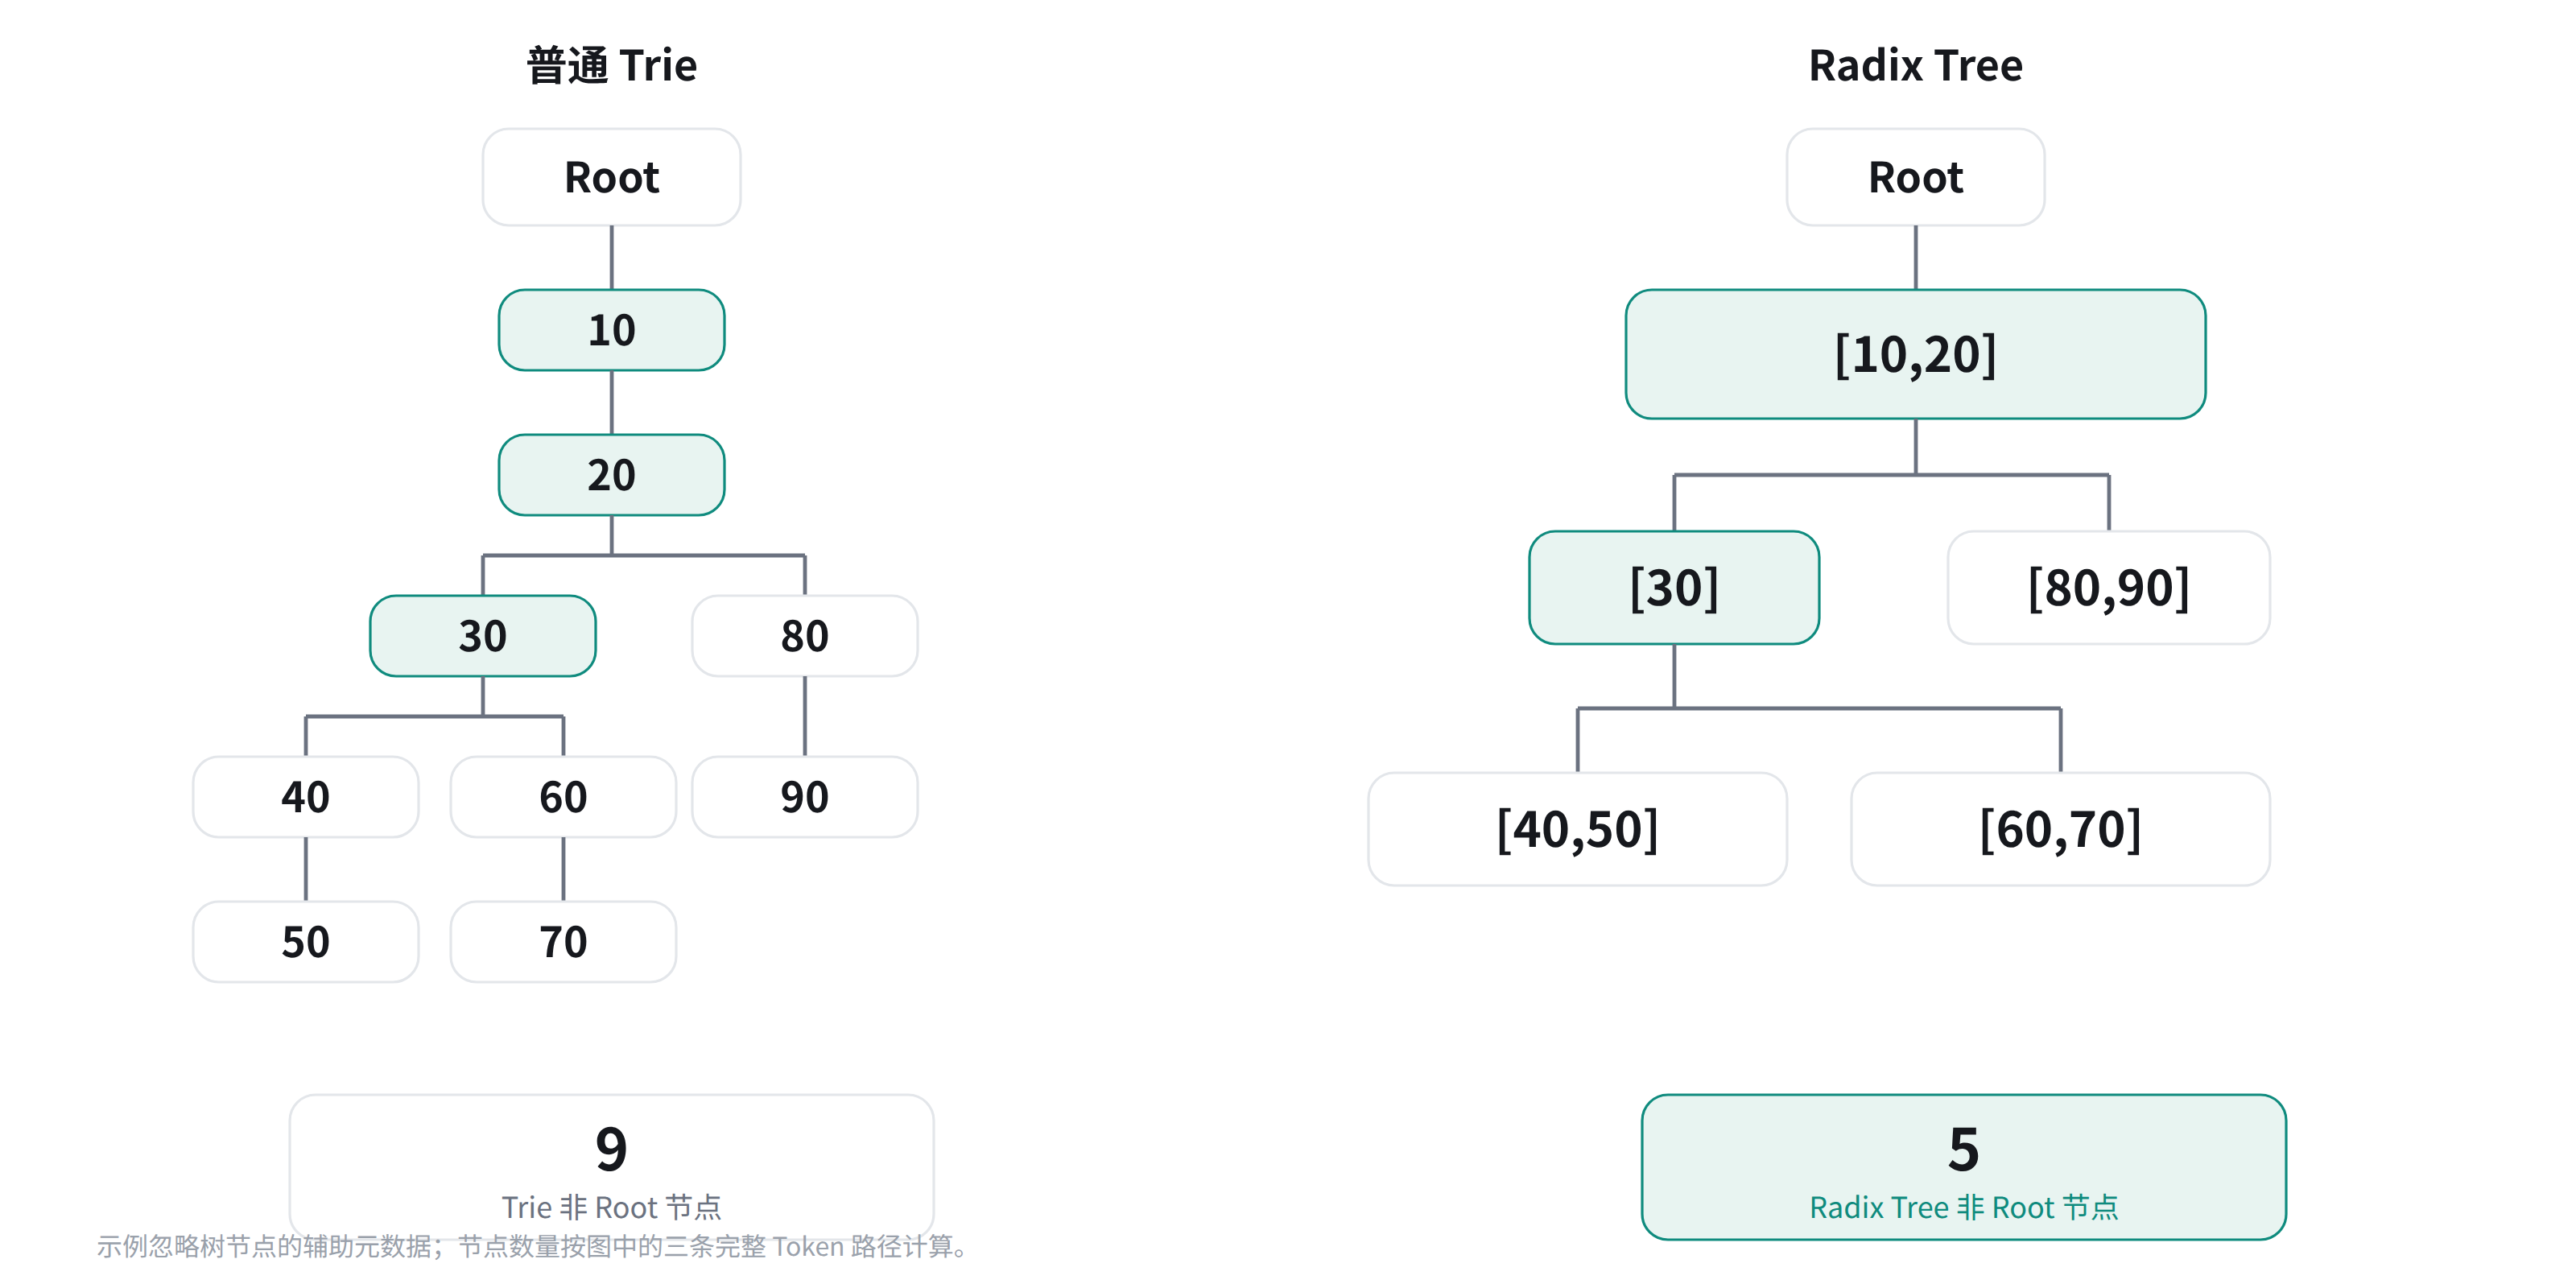 普通 Trie
Root
10
20
30
80
40
60
90
50
70
9
Trie 非 Root 节点
示例忽略树节点的辅助元数据；节点数量按图中的三条完整 Token 路径计算。
Radix Tree
Root
[10,20]
[30]
[80,90]
[40,50]
[60,70]
5
Radix Tree 非 Root 节点